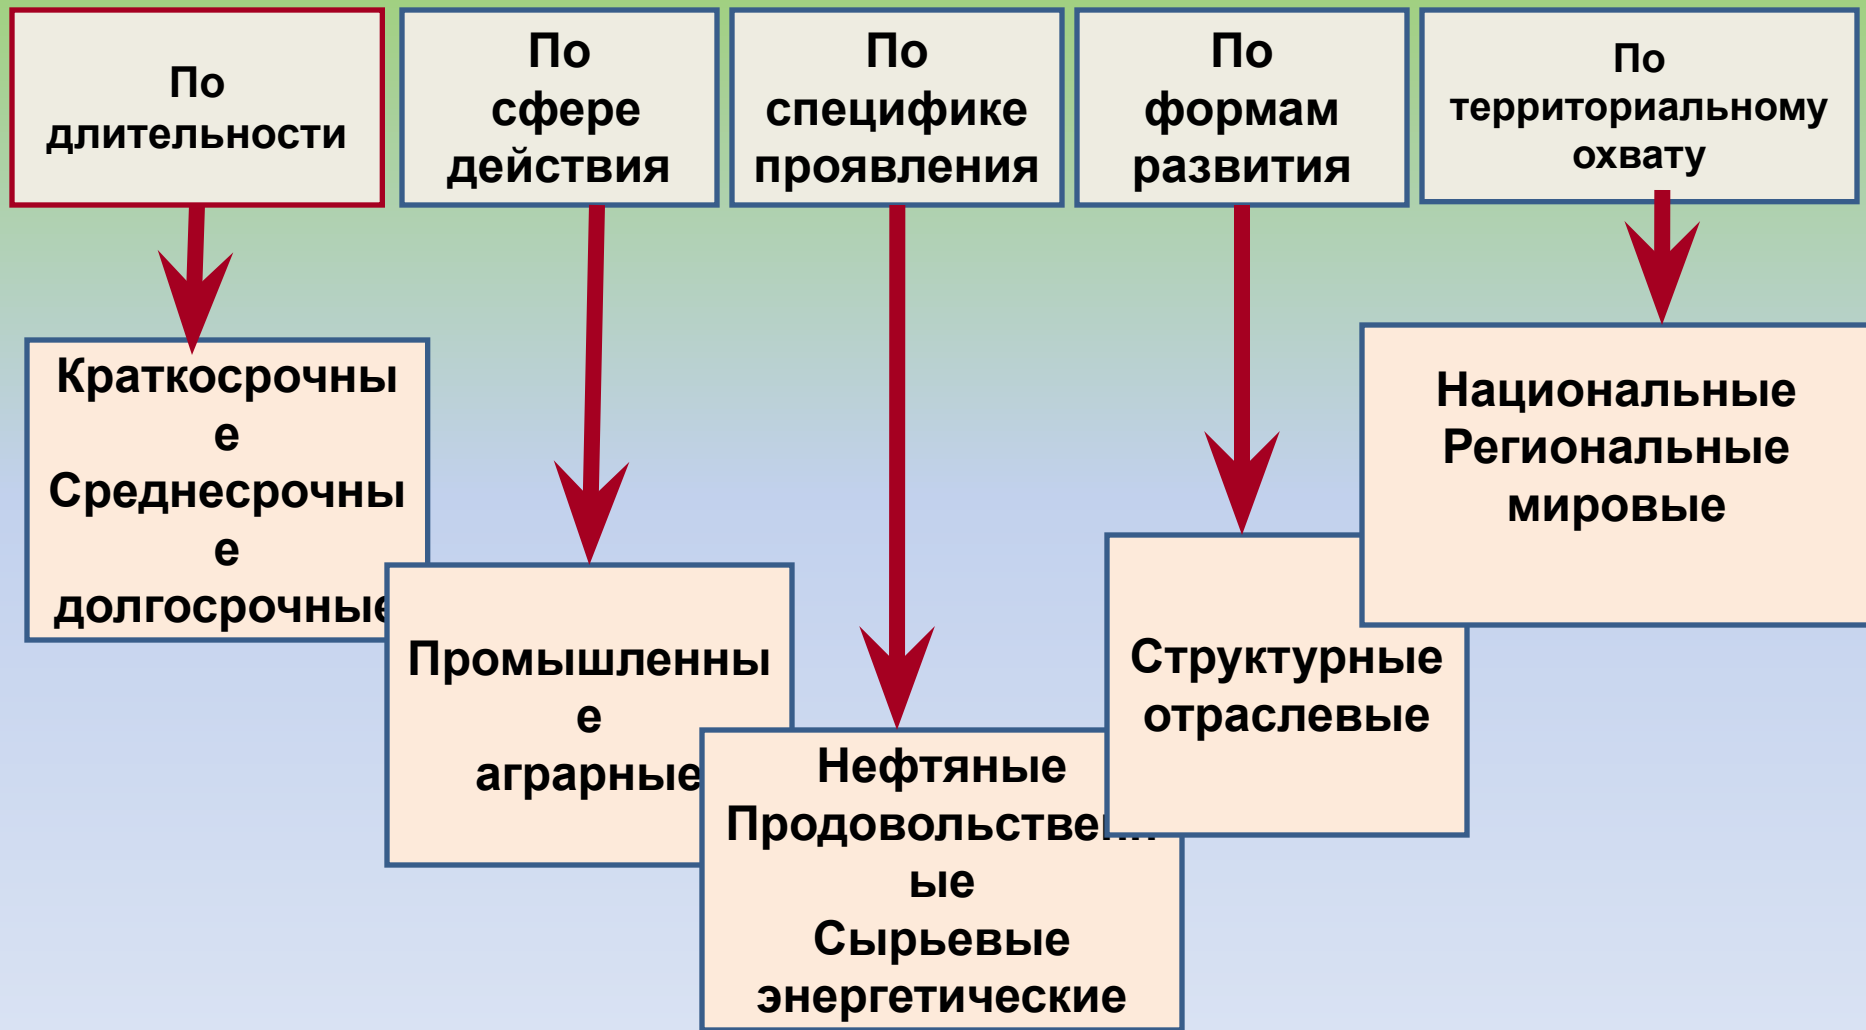 По
длительности
По
сфере
действия
По
специфике
проявления
По
формам
развития
По
территориальному
охвату
Краткосрочны
е
Среднесрочны
е
долгосрочные
Промышленны
е
аграрные
Нефтяные
Продовольственн
ые
Сырьевые
энергетические
Структурные
отраслевые
Национальные
Региональные
мировые